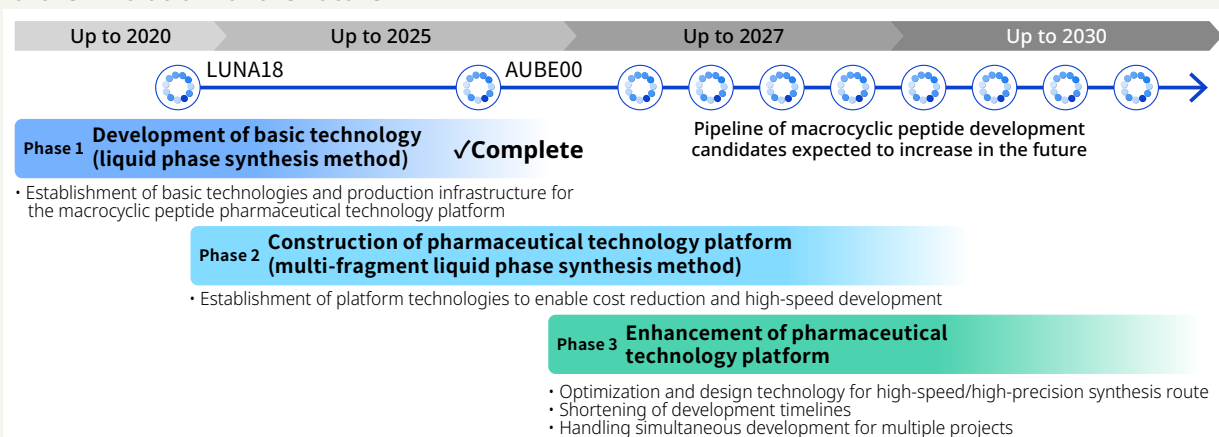 Up to 2020
Up to 2025
Up to 2027
Up to 2030
LUNA18
AUBE00
Pipeline of macrocyclic peptide development
candidates expected to increase in the future
Phase 1 Development of basic technology
(liquid phase synthesis method)
✓Complete
・Establishment of basic technologies and production infrastructure for
the macrocyclic peptide pharmaceutical technology platform
Phase 2 Construction of pharmaceutical technology platform
(multi-fragment liquid phase synthesis method)
・Establishment of platform technologies to enable cost reduction and high-speed development
Phase 3 Enhancement of pharmaceutical
technology platform
・Optimization and design technology for high-speed/high-precision synthesis route
・Shortening of development timelines
・Handling simultaneous development for multiple projects